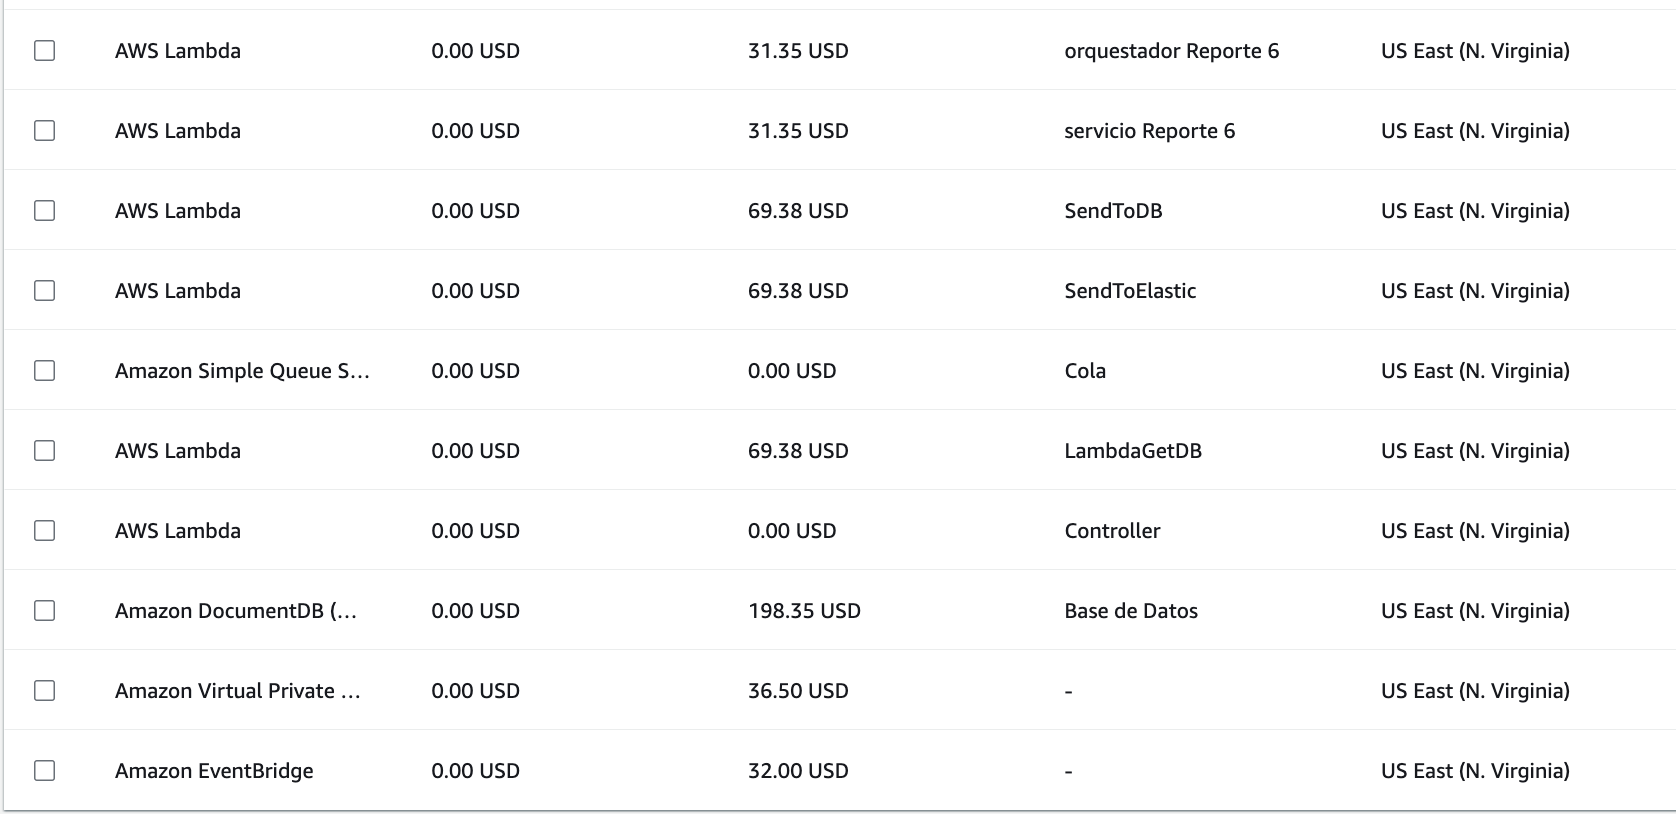 AWS Lambda 0.00 USD 31.35 USD orquestador Reporte 6 US East (N. Virginia)
AWS Lambda 0.00 USD 31.35 USD servicio Reporte 6 US East (N. Virginia)
AWS Lambda 0.00 USD 69.38 USD SendToDB US East (N. Virginia)
AWS Lambda 0.00 USD 69.38 USD SendToElastic US East (N. Virginia)
Amazon Simple Queue S... 0.00 USD 0.00 USD Cola US East (N. Virginia)
AWS Lambda 0.00 USD 69.38 USD LambdaGetDB US East (N. Virginia)
AWS Lambda 0.00 USD 0.00 USD Controller US East (N. Virginia)
Amazon DocumentDB (... 0.00 USD 198.35 USD Base de Datos US East (N. Virginia)
Amazon Virtual Private ... 0.00 USD 36.50 USD - US East (N. Virginia)
Amazon EventBridge 0.00 USD 32.00 USD - US East (N. Virginia)